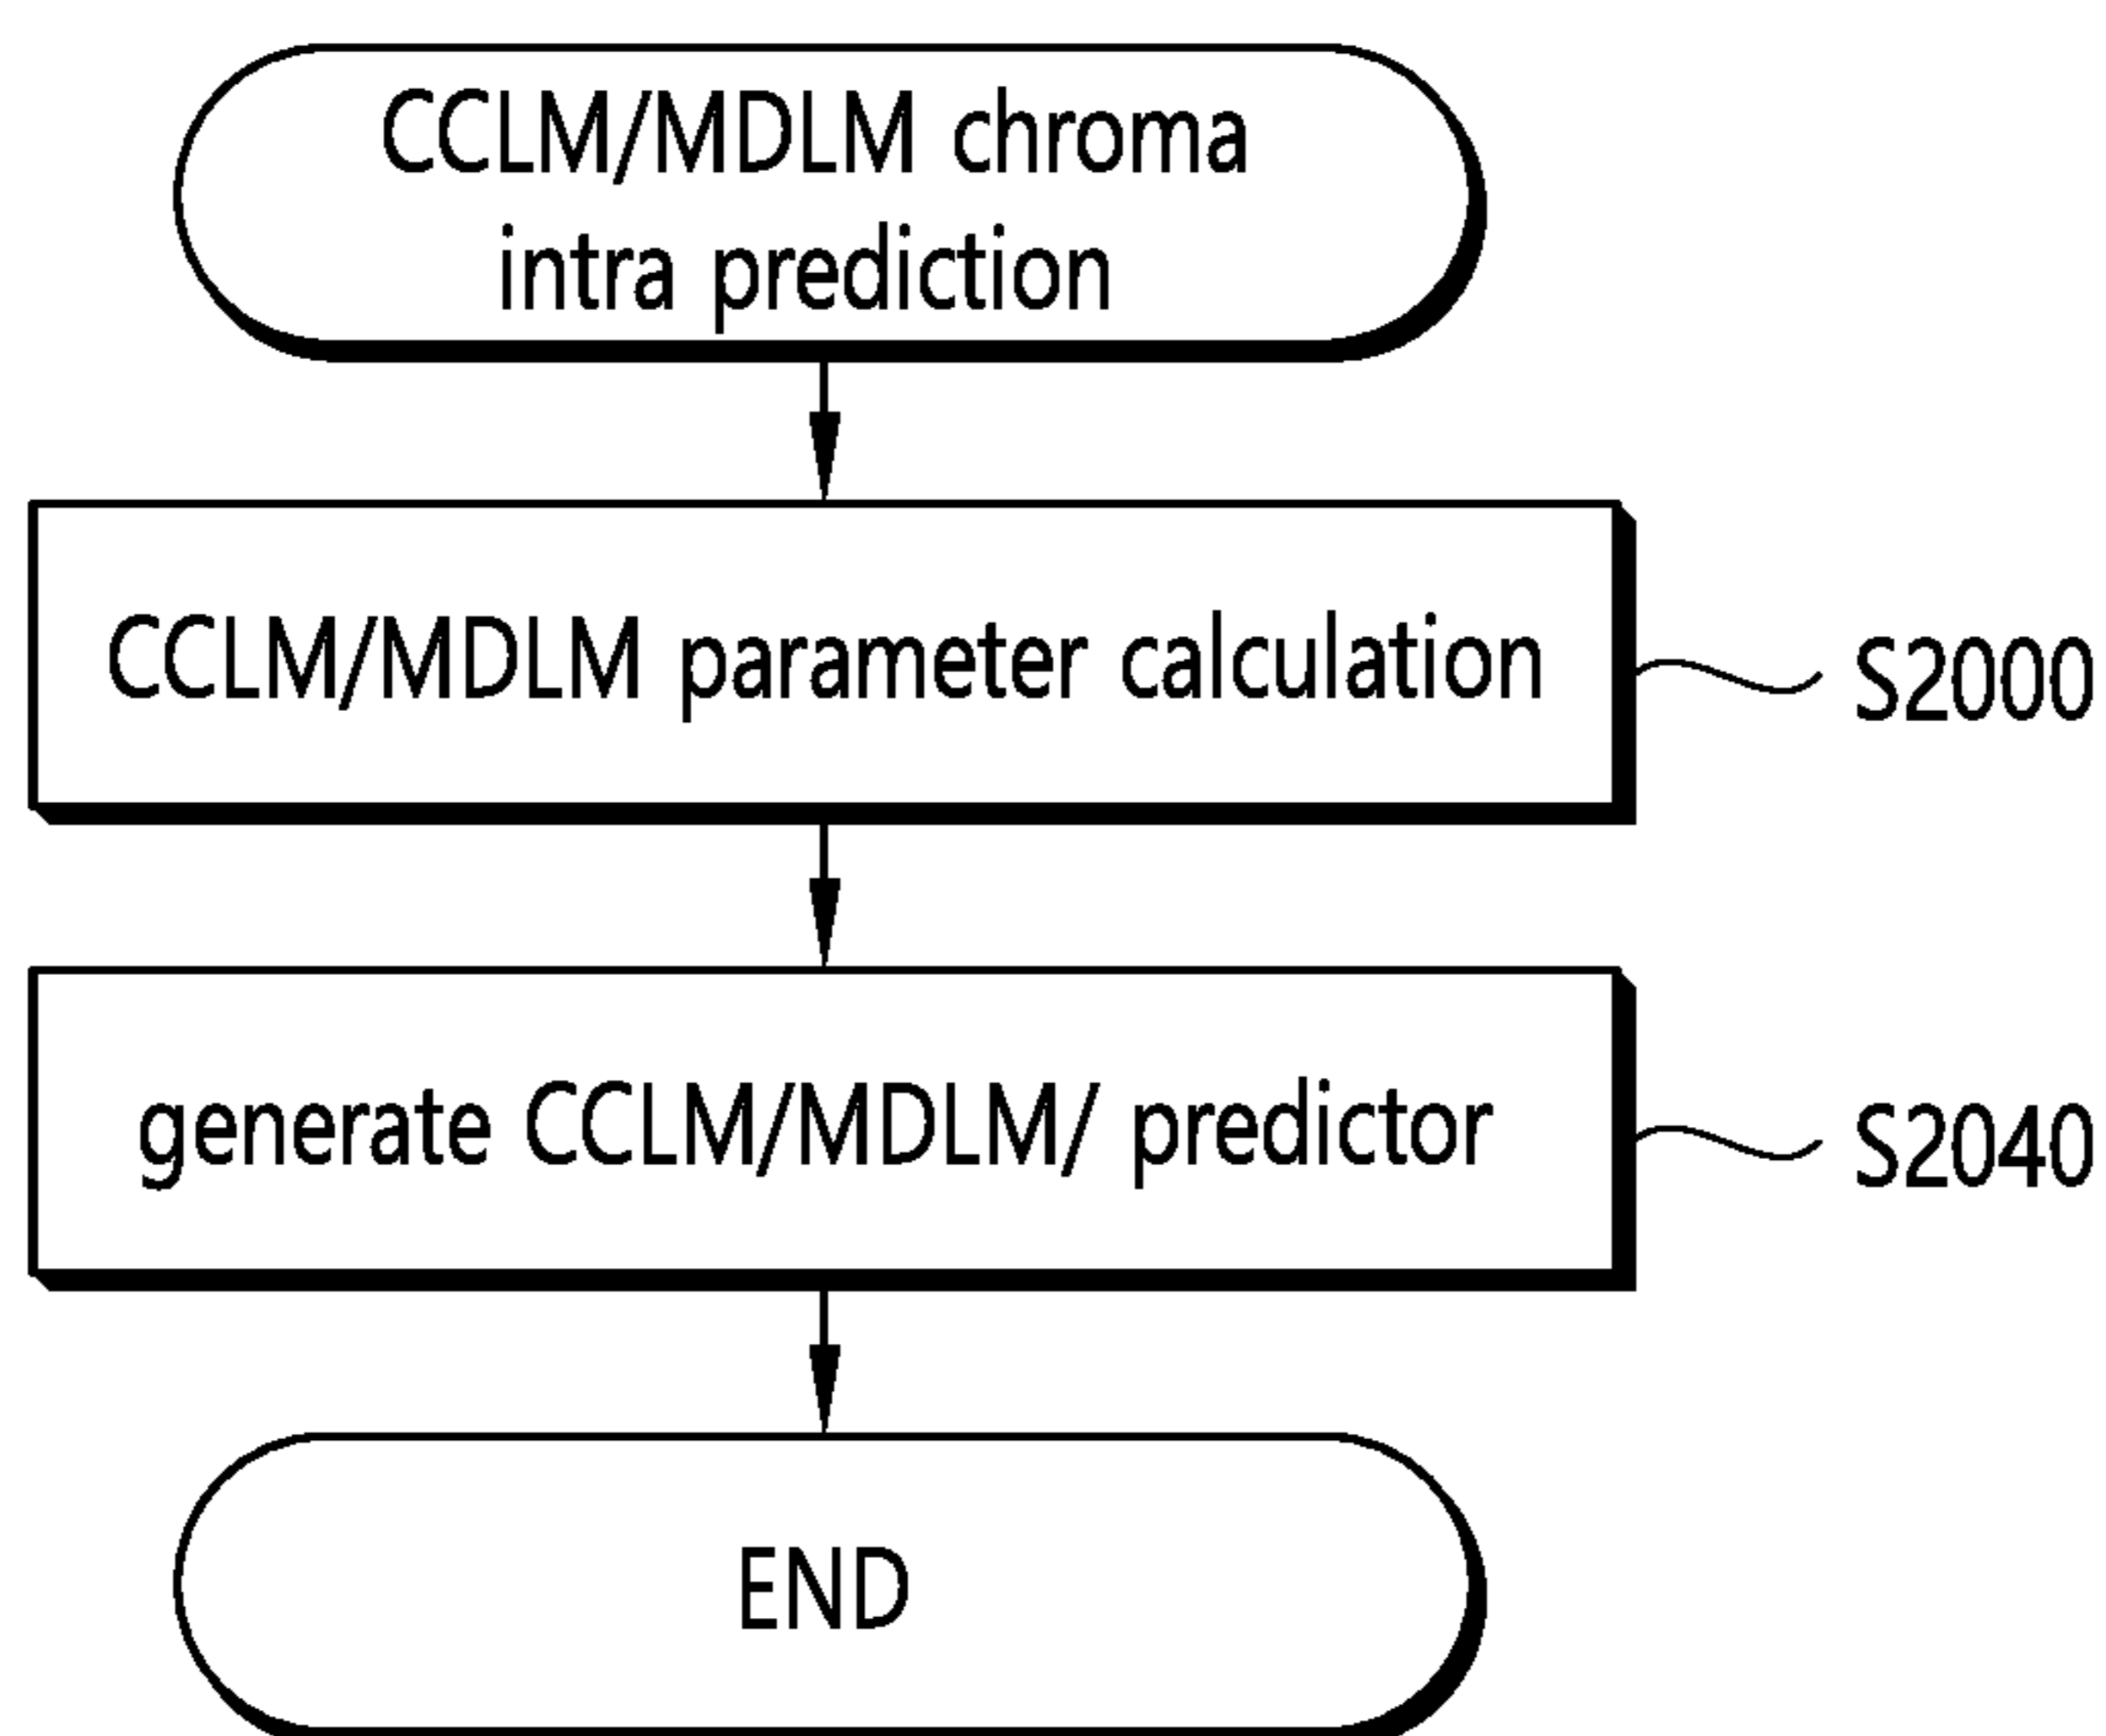 CCLM/MDLM chroma
intra prediction
CCLM/MDLM parameter calculation
S2000
generate CCLM/MDLM/ predictor
S2040
END